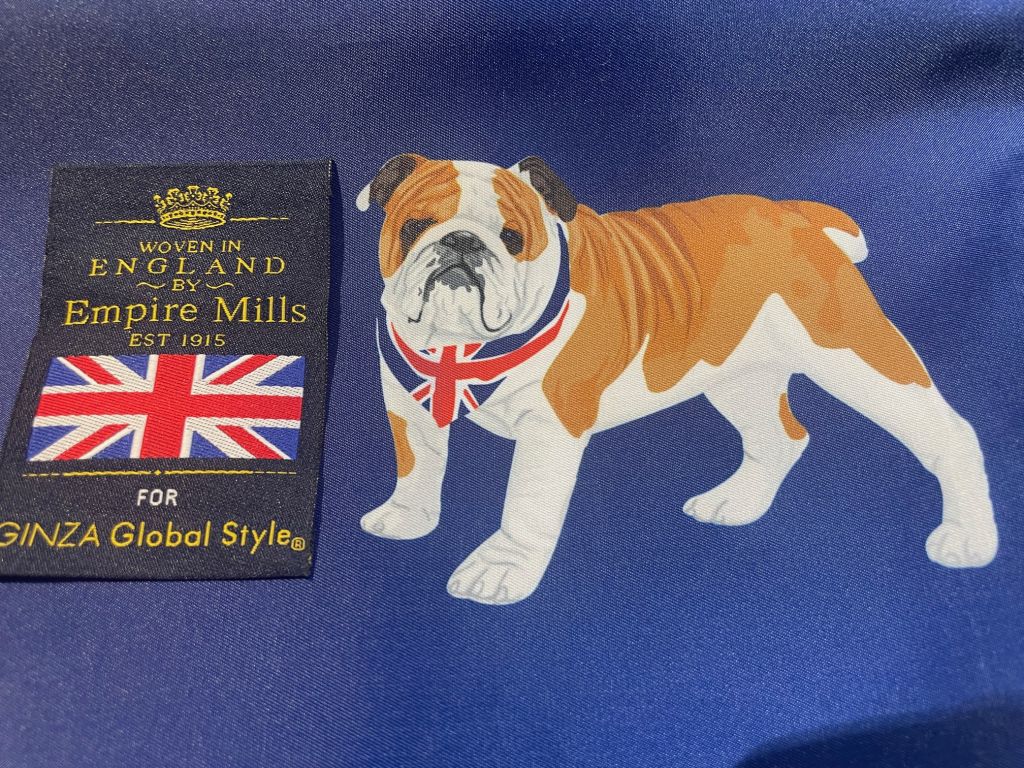 WOVEN IN
ENGLAND
BY
Empire Mills
EST 1915
FOR
GINZA Global Style®